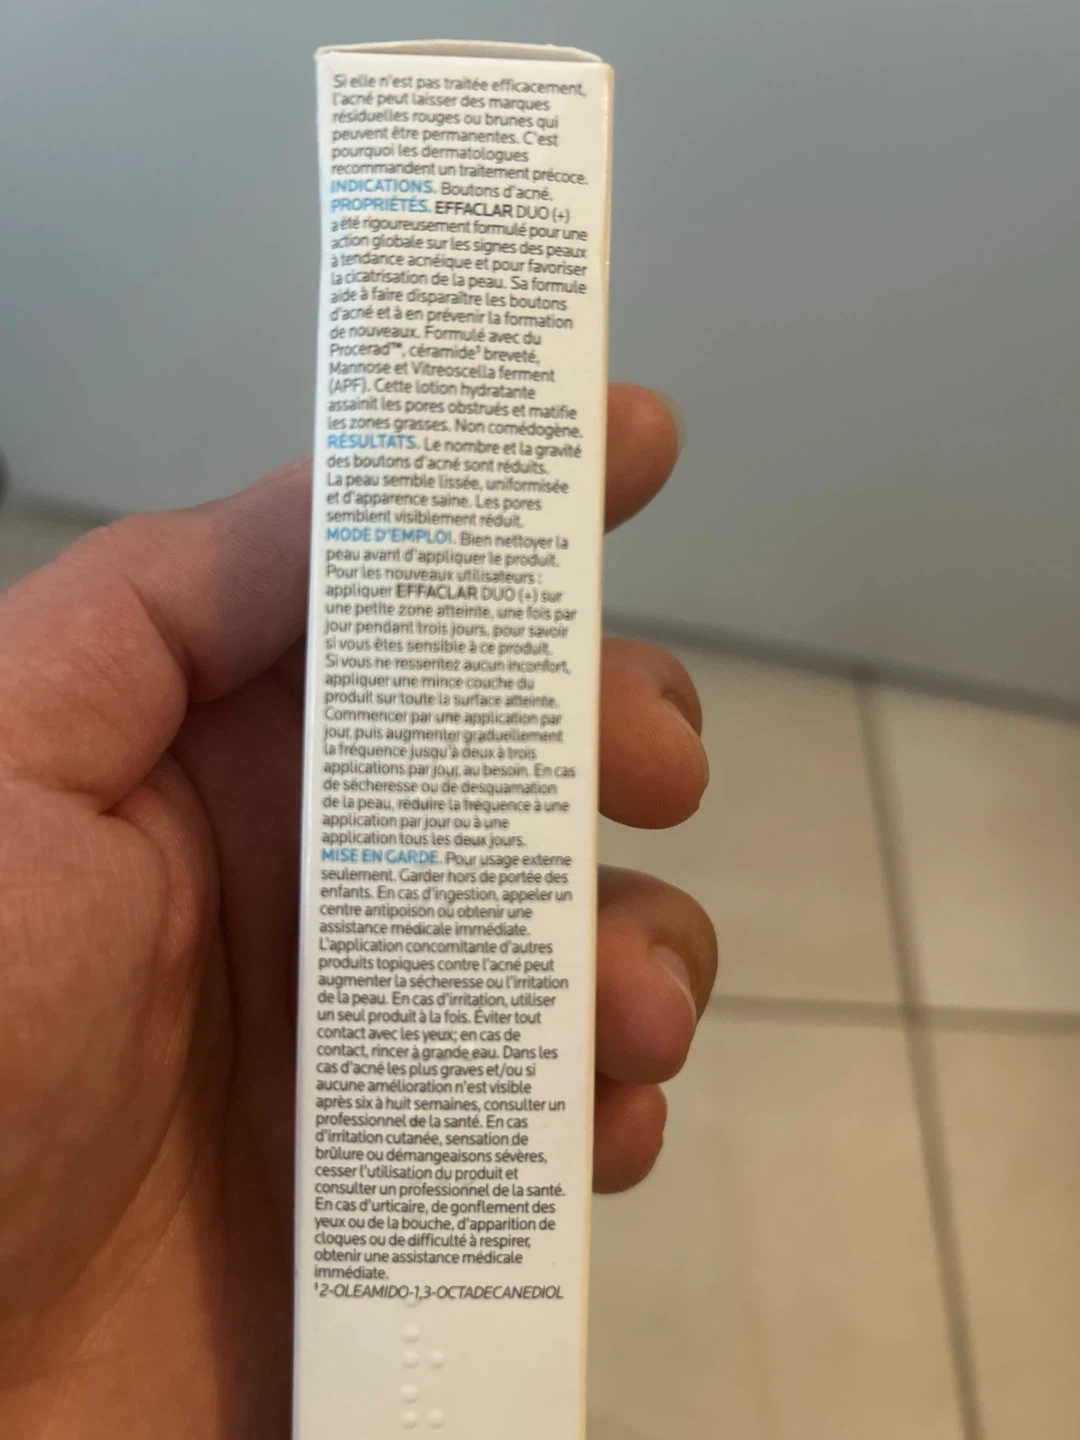 Si elle n'est pas traitée efficacement,
l'acné peut laisser des marques
résiduelles rouges ou brunes qui
peuvent être permanentes. C'est
pourquoi les dermatologues
recommandent un traitement précoce.
INDICATIONS. Boutons d'acné.
PROPRIÉTÉS. EFFACLAR DUO (+)
a été rigoureusement formulé pour une
action globale sur les signes des peaux
à tendance acnéique et pour favoriser
la cicatrisation de la peau. Sa formule
aide à faire disparaître les boutons
d'acné et à en prévenir la formation
de nouveaux. Formulé avec du
Procerad™, céramide¹ breveté,
Mannose et Vitreoscella ferment
(APF). Cette lotion hydratante
assainit les pores obstrués et matifie
les zones grasses. Non comédogène.
RÉSULTATS. Le nombre et la gravité
des boutons d'acné sont réduits.
La peau semble lissée, uniformisée
et d'apparence saine. Les pores
semblent visiblement réduit.
MODE D'EMPLOI. Bien nettoyer la
peau avant d'appliquer le produit.
Pour les nouveaux utilisateurs :
appliquer EFFACLAR DUO (+) sur
une petite zone atteinte, une fois par
jour pendant trois jours, pour savoir
si vous êtes sensible à ce produit.
Si vous ne ressentez aucun inconfort,
appliquer une mince couche du
produit sur toute la surface atteinte.
Commencer par une application par
jour, puis augmenter graduellement
la fréquence jusqu'à deux à trois
applications par jour, au besoin. En cas
de sécheresse ou de desquamation
de la peau, réduire la fréquence à une
application par jour ou à une
application tous les deux jours.
MISE EN GARDE. Pour usage externe
seulement. Garder hors de portée des
enfants. En cas d'ingestion, appeler un
centre antipoison ou obtenir une
assistance médicale immédiate.
L'application concomitante d'autres
produits topiques contre l'acné peut
augmenter la sécheresse ou l'irritation
de la peau. En cas d'irritation, utiliser
un seul produit à la fois. Éviter tout
contact avec les yeux; en cas de
contact, rincer à grande eau. Dans les
cas d'acné les plus graves et/ou si
aucune amélioration n'est visible
après six à huit semaines, consulter un
professionnel de la santé. En cas
d'irritation cutanée, sensation de
brûlure ou démangeaisons sévères,
cesser l'utilisation du produit et
consulter un professionnel de la santé.
En cas d'urticaire, de gonflement des
yeux ou de la bouche, d'apparition de
cloques ou de difficulté à respirer,
obtenir une assistance médicale
immédiate.
¹2-OLEAMIDO-1,3-OCTADECANEDIOL